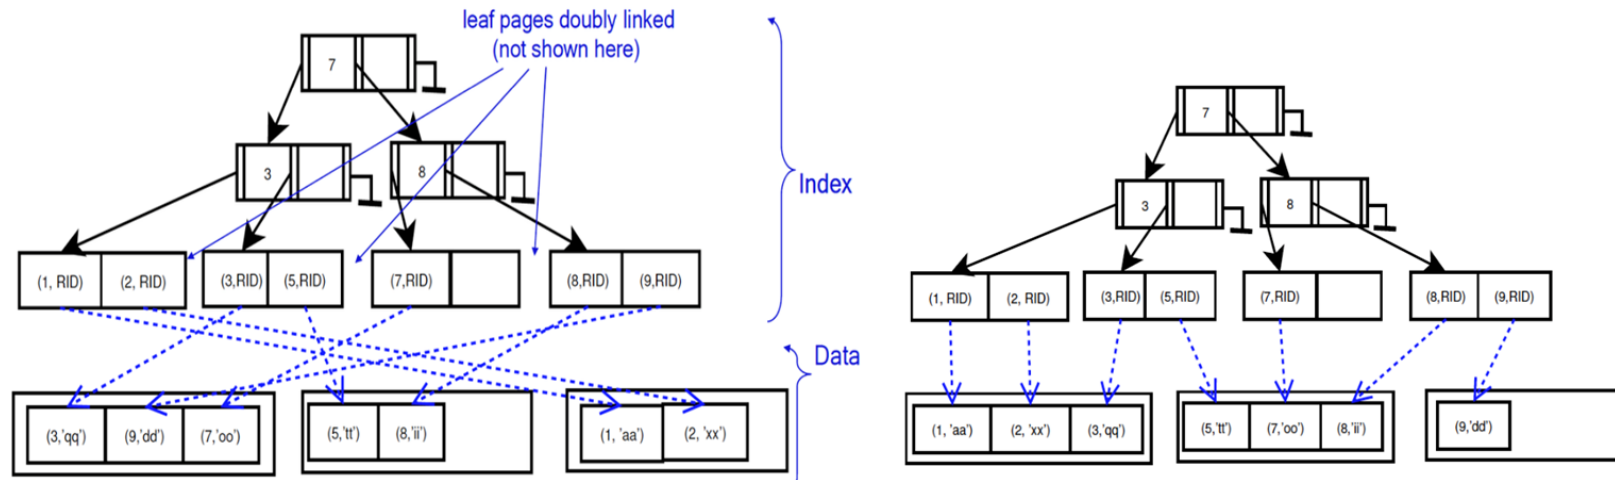 leaf pages doubly linked
(not shown here)
7
7
3
8
Index
3
8
(1, RID) (2, RID) (3,RID) (5,RID) (7,RID) (8,RID) (9,RID)
(1, RID) (2, RID) (3,RID) (5,RID) (7,RID) (8,RID) (9,RID)
Data
(3,'qq') (9,'dd') (7,'oo') (5,'tt') (8,'ii') (1, 'aa') (2, 'xx')
(1, 'aa') (2, 'xx') (3,'qq') (5,'tt') (7,'oo') (8,'ii') (9,'dd')